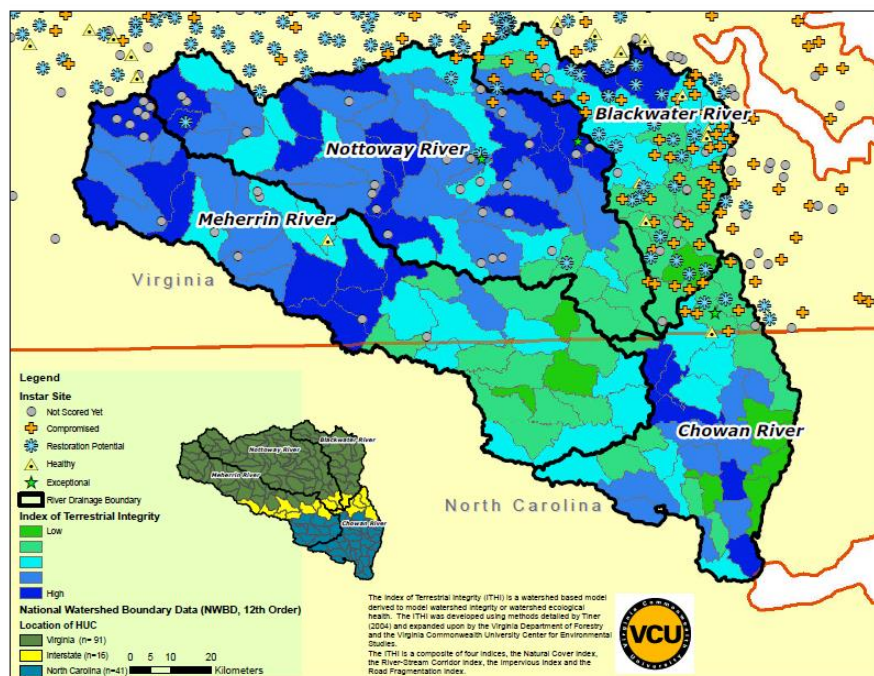 Blackwater River
Nottoway River
Meherrin River
Virginia
Chowan River
North Carolina
Legend
Instar Site
Not Scored Yet
Compromised
Restoration Potential
Healthy
Exceptional
River Drainage Boundary
Index of Terrestrial Integrity
Low
High
National Watershed Boundary Data (NWBD, 12th Order)
Location of HUC
Virginia (n= 91)
Interstate (n=16)
North Carolina (n=41)
0 5 10 20
Kilometers
Blackwater River
Nottoway River
Meherrin River
Chowan River
The Index of Terrestrial Integrity (ITHI) is a watershed based model
derived to model watershed integrity or watershed ecological
health. The ITHI was developed using methods detailed by Tiner
(2004) and expanded upon by the Virginia Department of Forestry
and the Virginia Commonwealth University Center for Environmental
Studies.
The ITHI is a composite of four indices, the Natural Cover Index,
the River-Stream Corridor Index, the Impervious Index and the
Road Fragmentation Index.
Virginia Commonwealth University
VCU